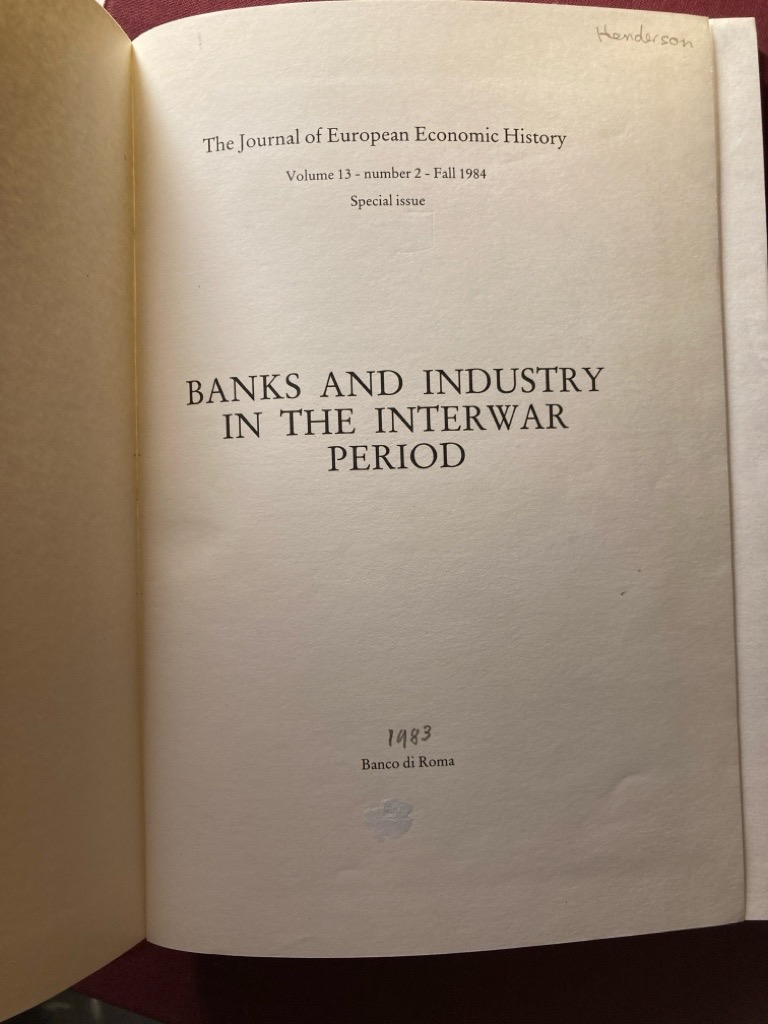 Henderson
The Journal of European Economic History
Volume 13 - number 2 - Fall 1984
Special issue
BANKS AND INDUSTRY
IN THE INTERWAR
PERIOD
1983
Banco di Roma